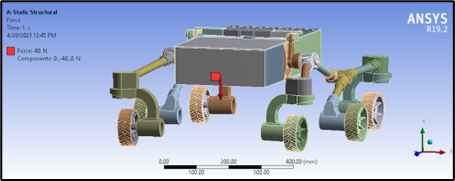 A: Static Structural
Force
Time: 1. s
4/28/2023 12:45 PM
Force: 40. N
Components: 0.,-40.,0. N
ANSYS
R19.2
0.00 200.00 400.00 (mm)
100.00 300.00
Y
X
Z